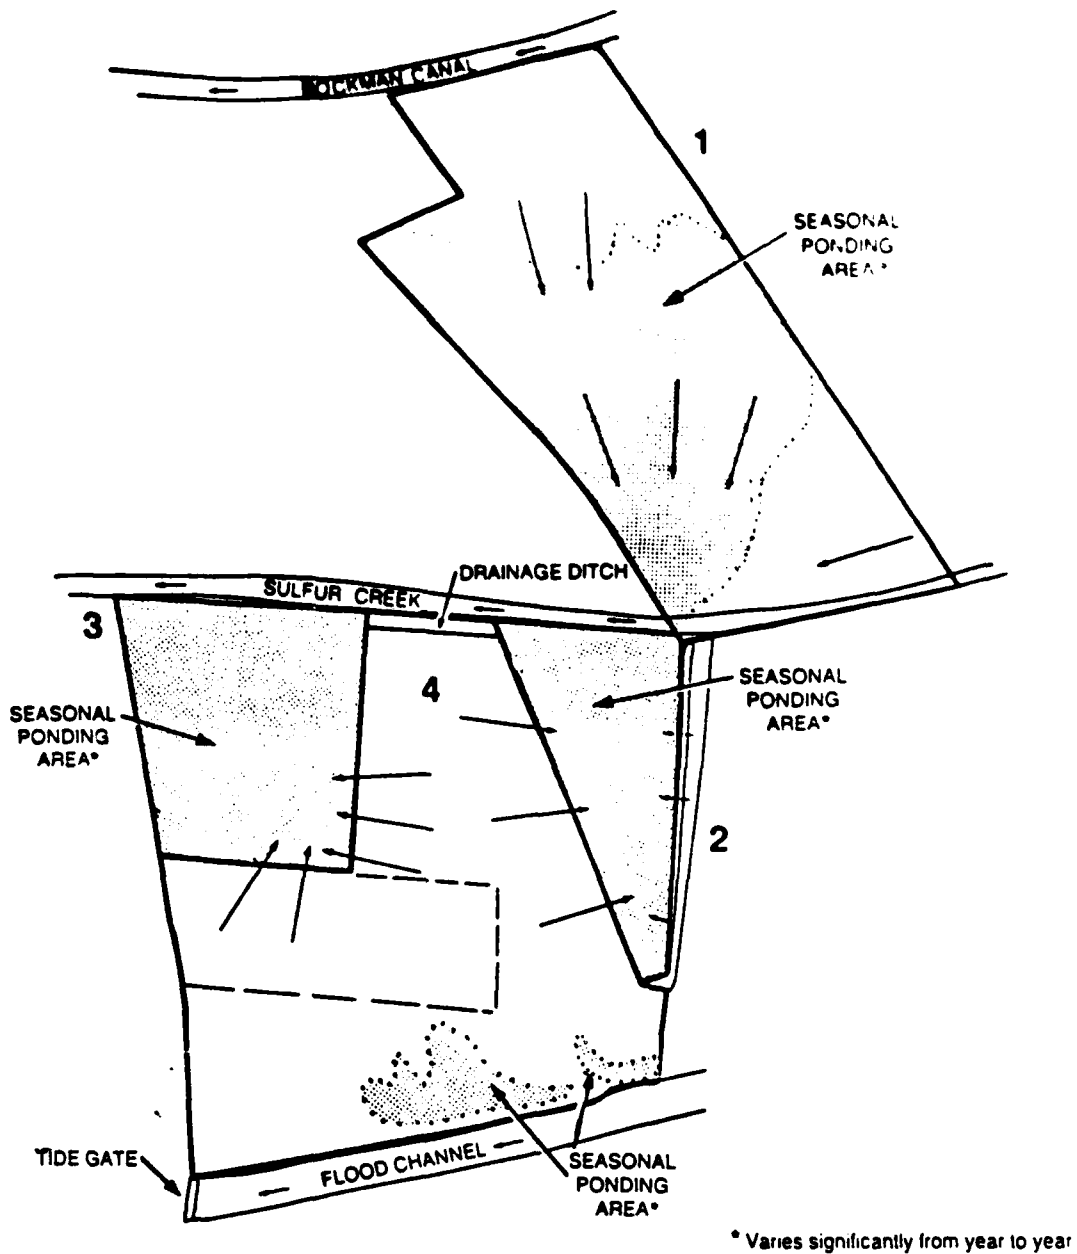 BOCKMAN CANAL
1
SEASONAL
PONDING
AREA*
DRAINAGE DITCH
SULFUR CREEK
3
4
SEASONAL
PONDING
AREA*
SEASONAL
PONDING
AREA*
2
TIDE GATE
FLOOD CHANNEL
SEASONAL
PONDING
AREA*
* Varies significantly from year to year